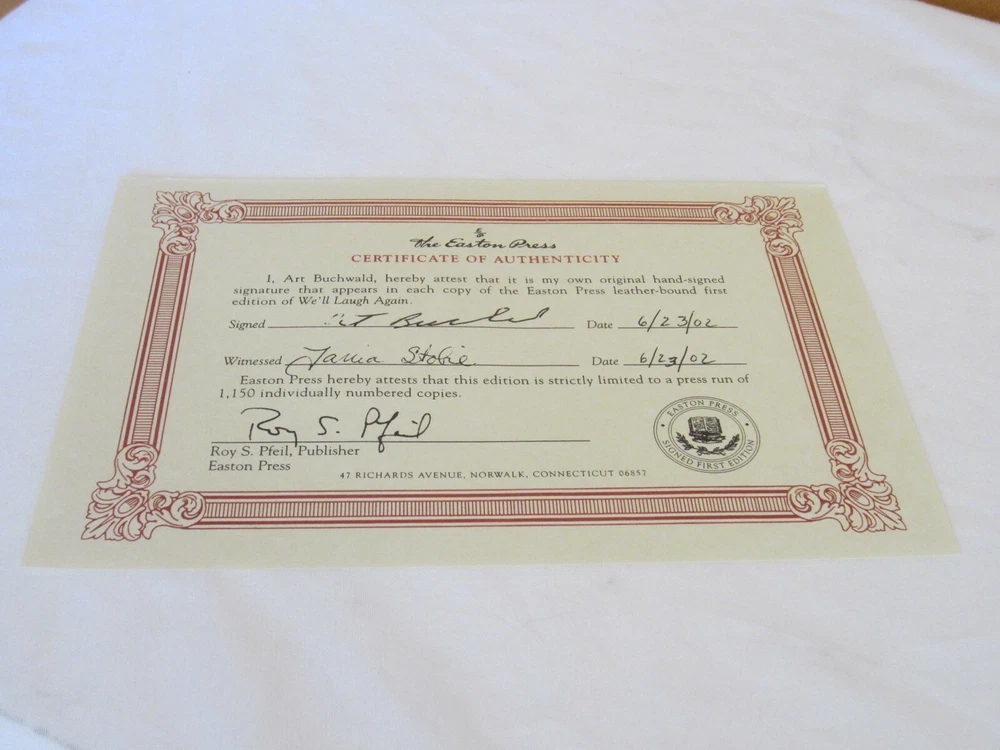 The Easton Press
CERTIFICATE OF AUTHENTICITY
I, Art Buchwald, hereby attest that it is my own original hand-signed
signature that appears in each copy of the Easton Press leather-bound first
edition of We'll Laugh Again.
Signed Art Buchwald Date 6/23/02
Witnessed Tania Stobie Date 6/23/02
Easton Press hereby attests that this edition is strictly limited to a press run of
1,150 individually numbered copies.
Roy S. Pfeil
Roy S. Pfeil, Publisher
Easton Press
47 RICHARDS AVENUE, NORWALK, CONNECTICUT 06857
EASTON PRESS
SIGNED FIRST EDITION